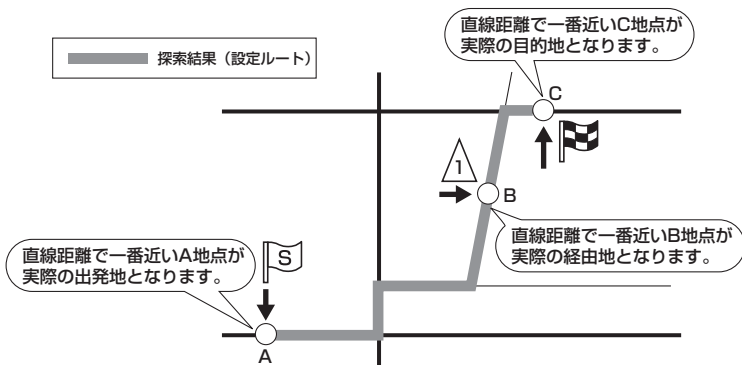 直線距離で一番近いC地点が
実際の目的地となります。
探索結果(設定ルート)
C
1
B
直線距離で一番近いB地点が
実際の経由地となります。
直線距離で一番近いA地点が
実際の出発地となります。
S
A